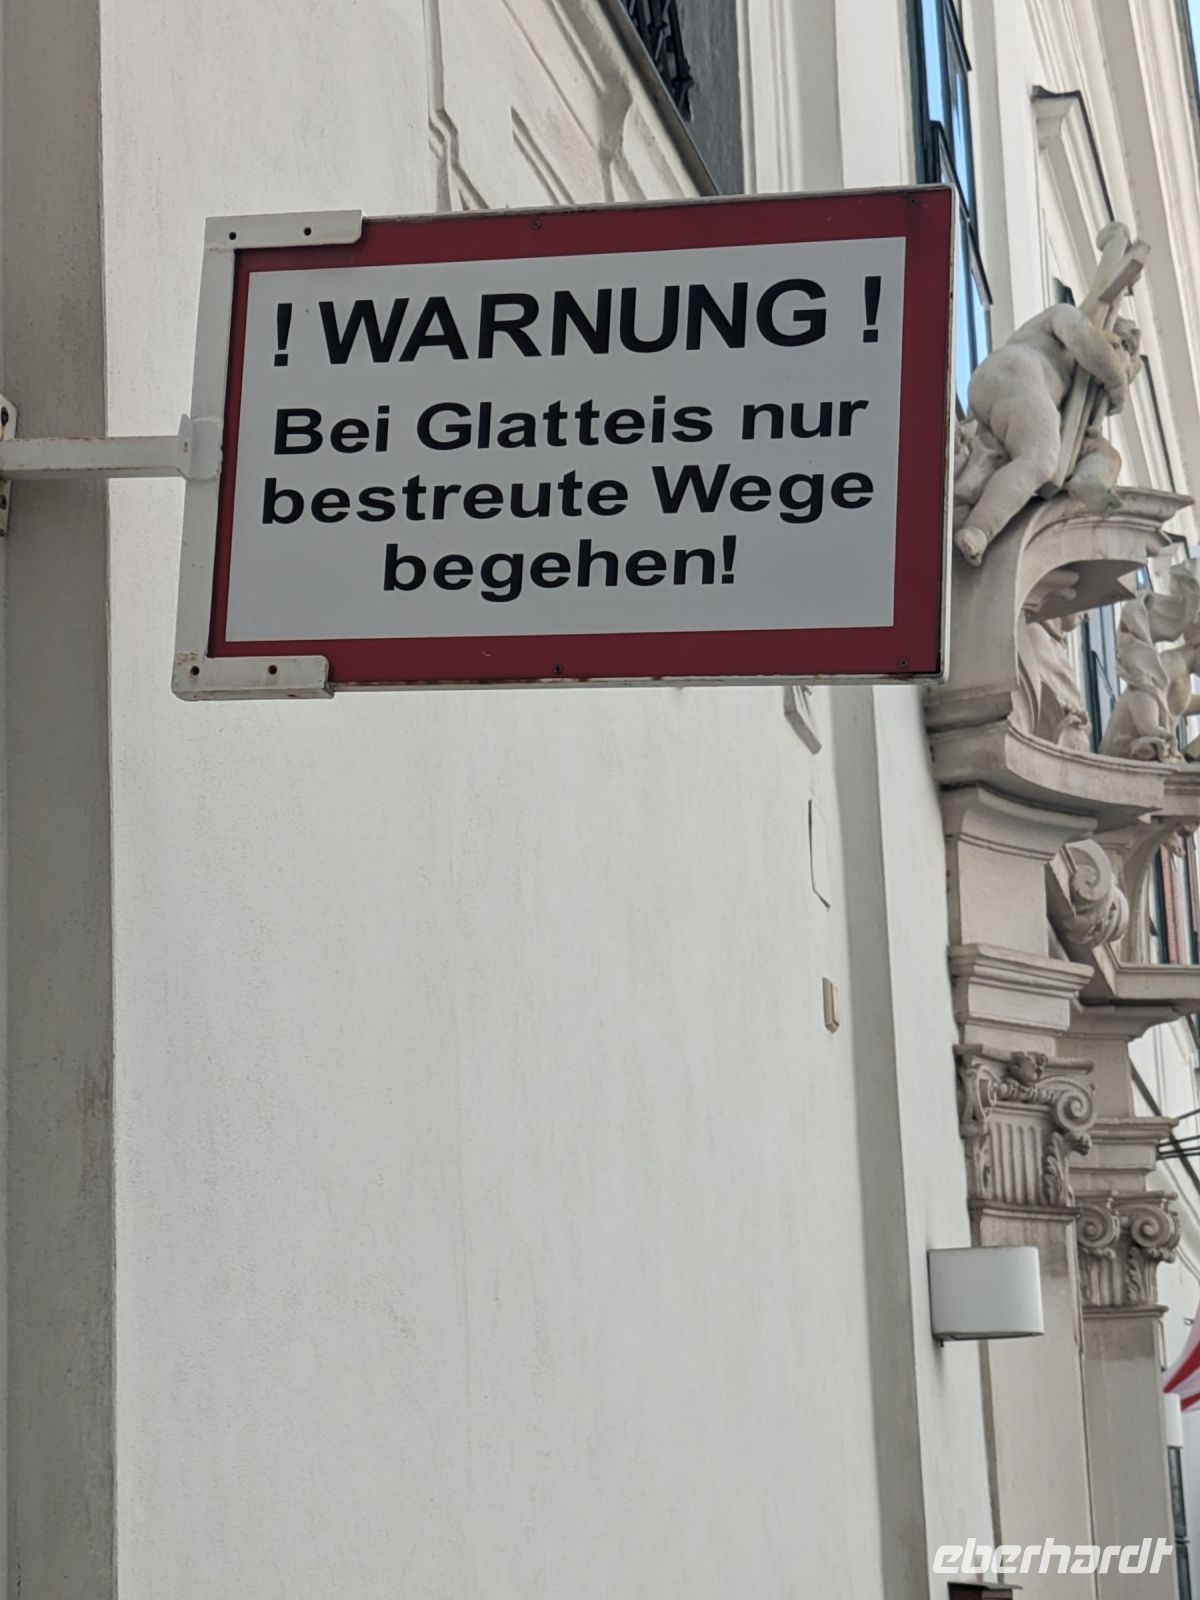 ! WARNUNG !
Bei Glatteis nur
bestreute Wege
begehen!
eberhardt